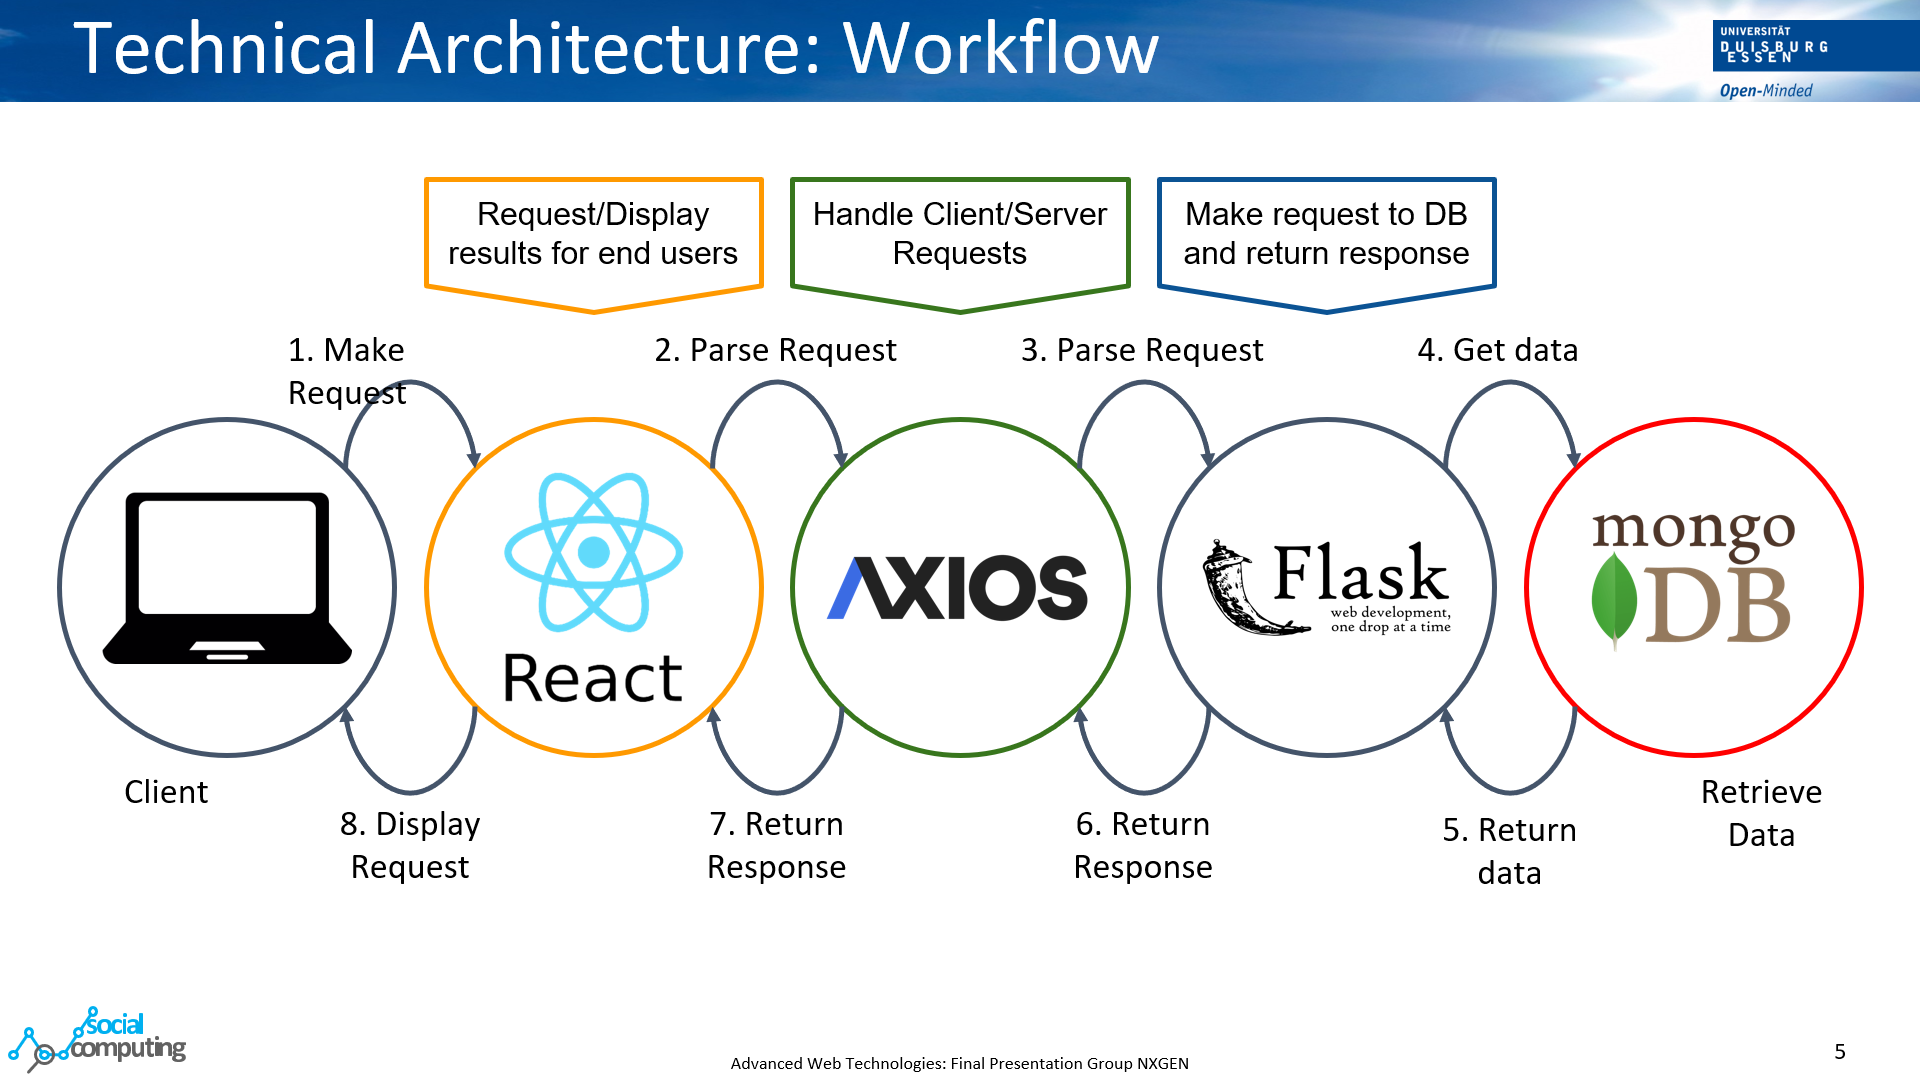 Technical Architecture: Workflow
UNIVERSITÄT
DUISBURG
ESSEN
Open-Minded
Request/Display
results for end users
Handle Client/Server
Requests
Make request to DB
and return response
1. Make
Request
2. Parse Request
3. Parse Request
4. Get data
React
AXIOS
Flask
web development,
one drop at a time
mongo
DB
Client
8. Display
Request
7. Return
Response
6. Return
Response
5. Return
data
Retrieve
Data
social
computing
Advanced Web Technologies: Final Presentation Group NXGEN
5